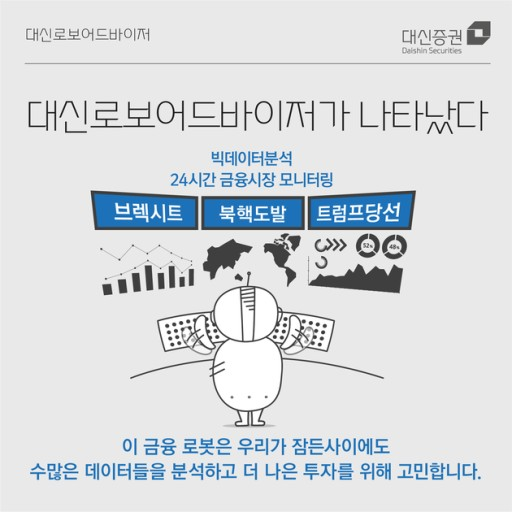 대신로보어드바이저
대신증권
Daishin Securities
대신로보어드바이저가 나타났다
빅데이터분석
24시간 금융시장 모니터링
브렉시트
북핵도발
트럼프당선
52%
48%
이 금융 로봇은 우리가 잠든사이에도
수많은 데이터들을 분석하고 더 나은 투자를 위해 고민합니다.